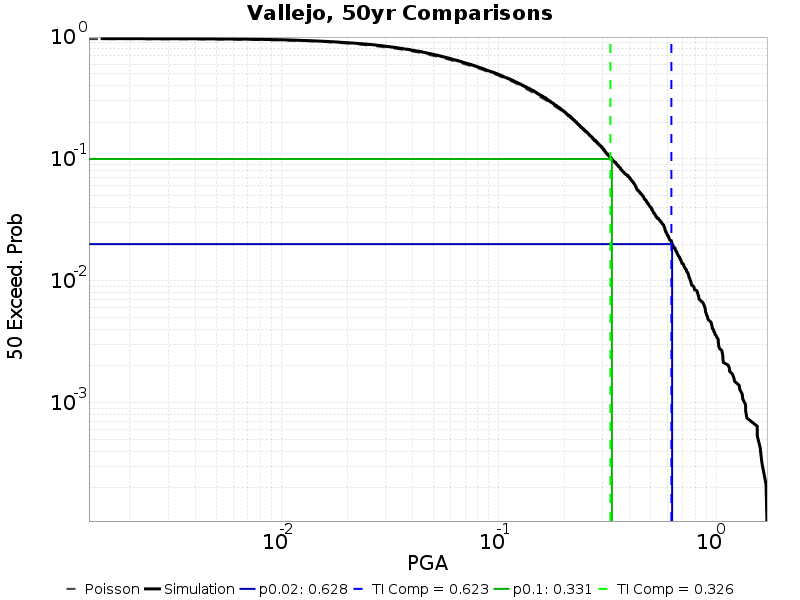 Vallejo, 50yr Comparisons
10^0
10^-1
10^-2
10^-3
50 Exceed. Prob
10^-2 10^-1 10^0
PGA
Poisson Simulation p0.02: 0.628 TI Comp = 0.623 p0.1: 0.331 TI Comp = 0.326